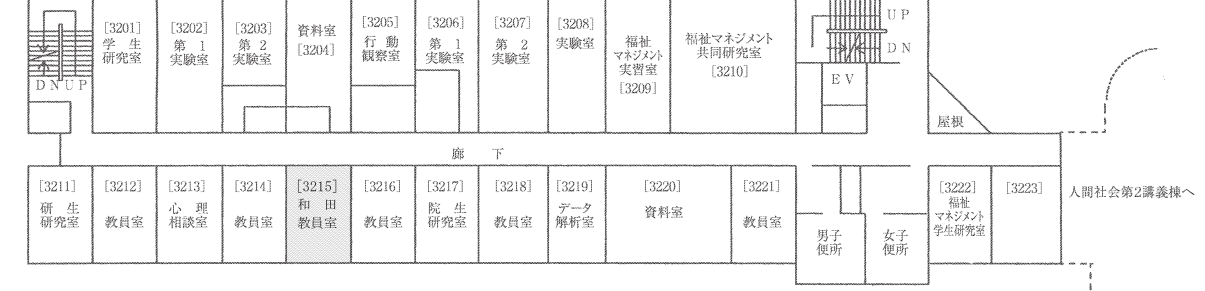 [3201]
学 生
研究室
[3202]
第 1
実験室
[3203]
第 2
実験室
資料室
[3204]
[3205]
行 動
観察室
[3206]
第 1
実験室
[3207]
第 2
実験室
[3208]
実験室
福祉
マネジメント
実習室
[3209]
福祉マネジメント
共同研究室
[3210]
UP
DN
EV
DN UP
屋根
廊 下
[3211]
研 生
研究室
[3212]
教員室
[3213]
心 理
相談室
[3214]
教員室
[3215]
和 田
教員室
[3216]
教員室
[3217]
院 生
研究室
[3218]
教員室
[3219]
データ
解析室
[3220]
資料室
[3221]
教員室
男子
便所
女子
便所
[3222]
福祉
マネジメント
学生研究室
[3223]
人間社会第2講義棟へ